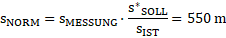 s_NORM = s_MESSUNG · s*_SOLL / s_IST = 550 m